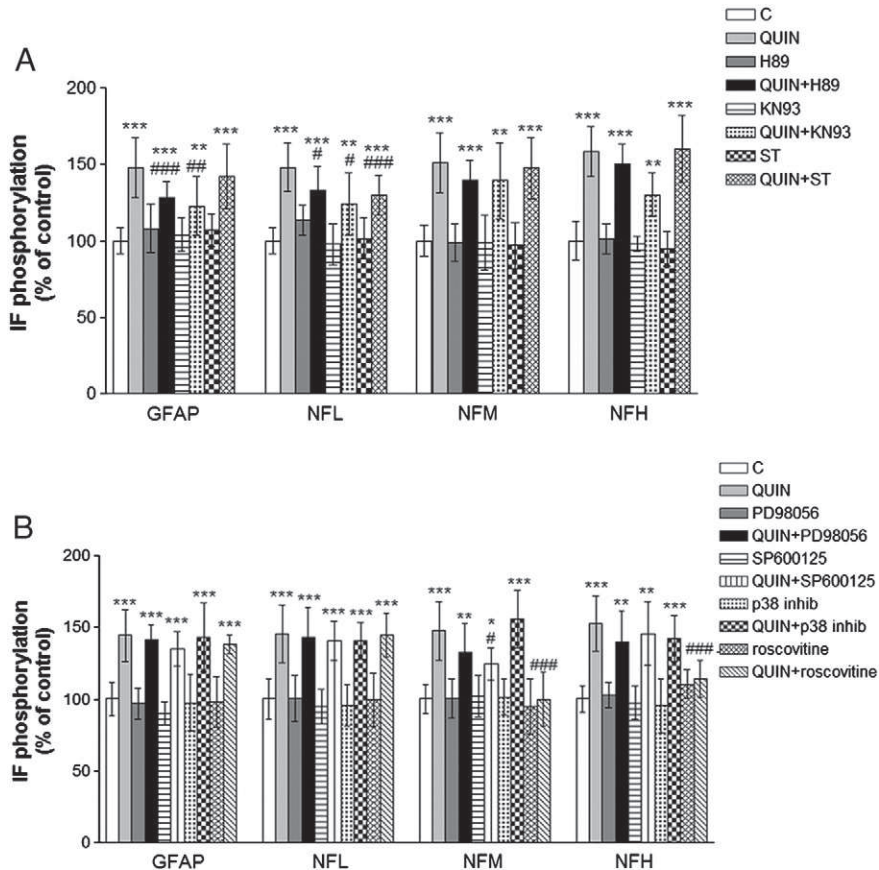 A
IF phosphorylation
(% of control)
200
150
100
50
0
*** *** ### ** ## ***
*** *** # ** # *** ###
*** *** ** ***
*** *** ** ***
GFAP NFL NFM NFH
C
QUIN
H89
QUIN+H89
KN93
QUIN+KN93
ST
QUIN+ST
B
IF phosphorylation
(% of control)
200
150
100
50
0
*** *** *** *** ***
*** *** *** *** ***
*** ** * # *** ###
*** ** ** *** ###
GFAP NFL NFM NFH
C
QUIN
PD98056
QUIN+PD98056
SP600125
QUIN+SP600125
p38 inhib
QUIN+p38 inhib
roscovitine
QUIN+roscovitine